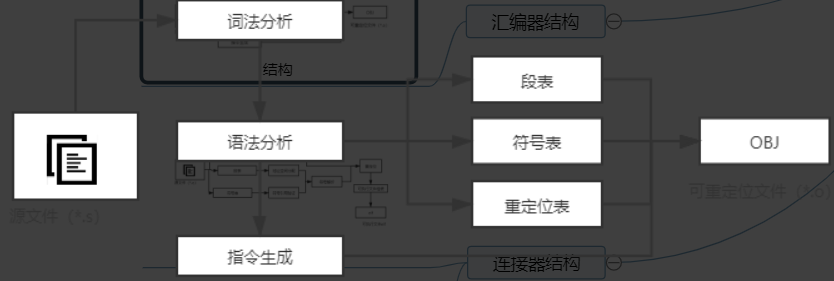 词法分析
汇编器结构
结构
段表
语法分析
符号表
OBJ
重定位表
可重定位文件（*.o）
源文件（*.s）
指令生成
连接器结构